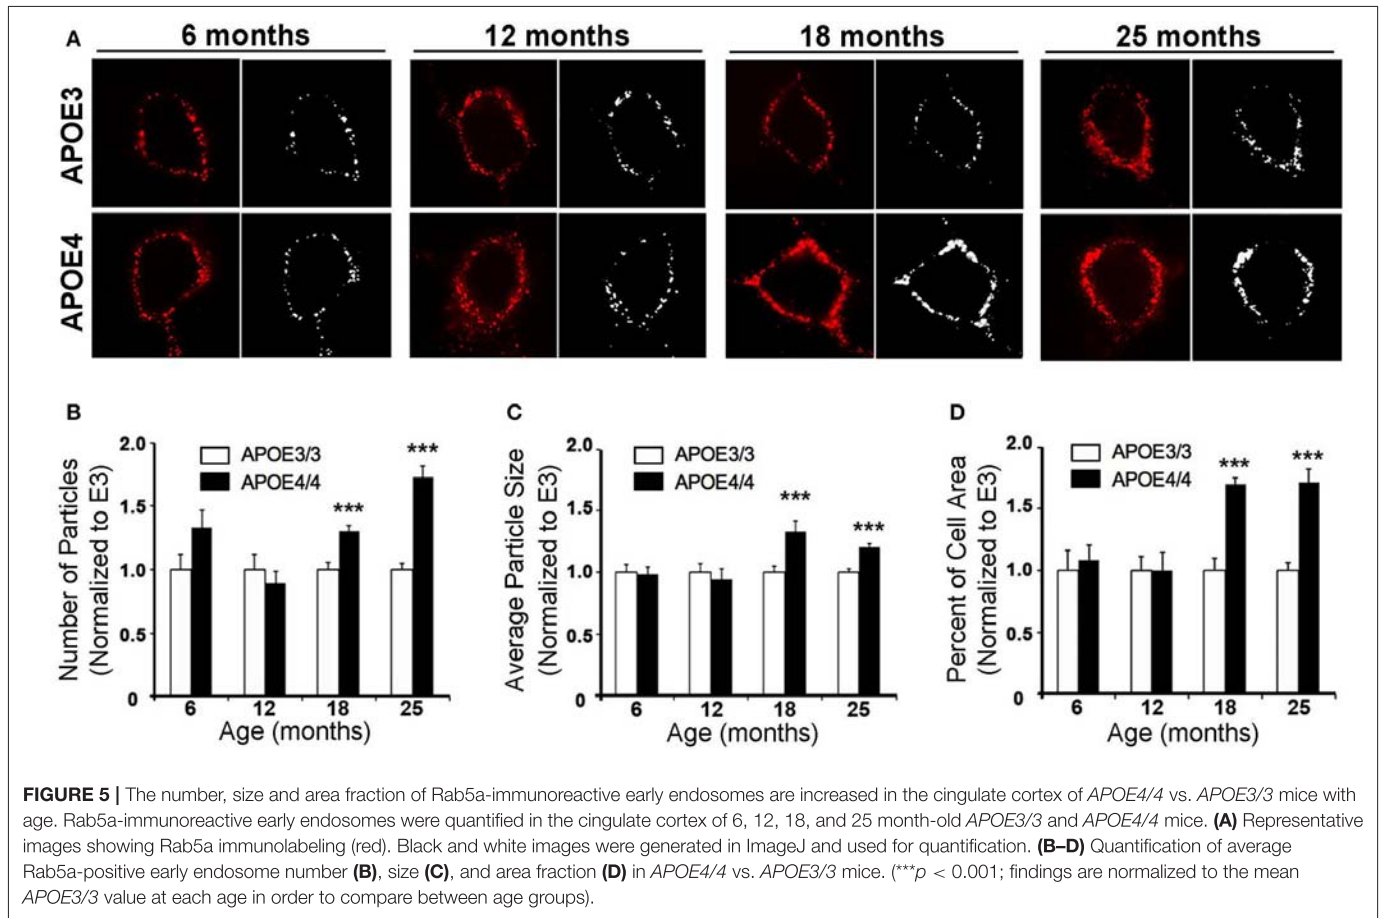 A
6 months 12 months 18 months 25 months
APOE3
APOE4
B
Number of Particles
(Normalized to E3)
2.0
1.5
1.0
0.5
0
APOE3/3
APOE4/4
***
***
6 12 18 25
Age (months)
C
Average Particle Size
(Normalized to E3)
2.0
1.5
1.0
0.5
0
APOE3/3
APOE4/4
***
***
6 12 18 25
Age (months)
D
Percent of Cell Area
(Normalized to E3)
2.0
1.5
1.0
0.5
0
APOE3/3
APOE4/4
***
***
6 12 18 25
Age (months)
FIGURE 5 | The number, size and area fraction of Rab5a-immunoreactive early endosomes are increased in the cingulate cortex of APOE4/4 vs. APOE3/3 mice with
age. Rab5a-immunoreactive early endosomes were quantified in the cingulate cortex of 6, 12, 18, and 25 month-old APOE3/3 and APOE4/4 mice. (A) Representative
images showing Rab5a immunolabeling (red). Black and white images were generated in ImageJ and used for quantification. (B–D) Quantification of average
Rab5a-positive early endosome number (B), size (C), and area fraction (D) in APOE4/4 vs. APOE3/3 mice. (***p < 0.001; findings are normalized to the mean
APOE3/3 value at each age in order to compare between age groups).